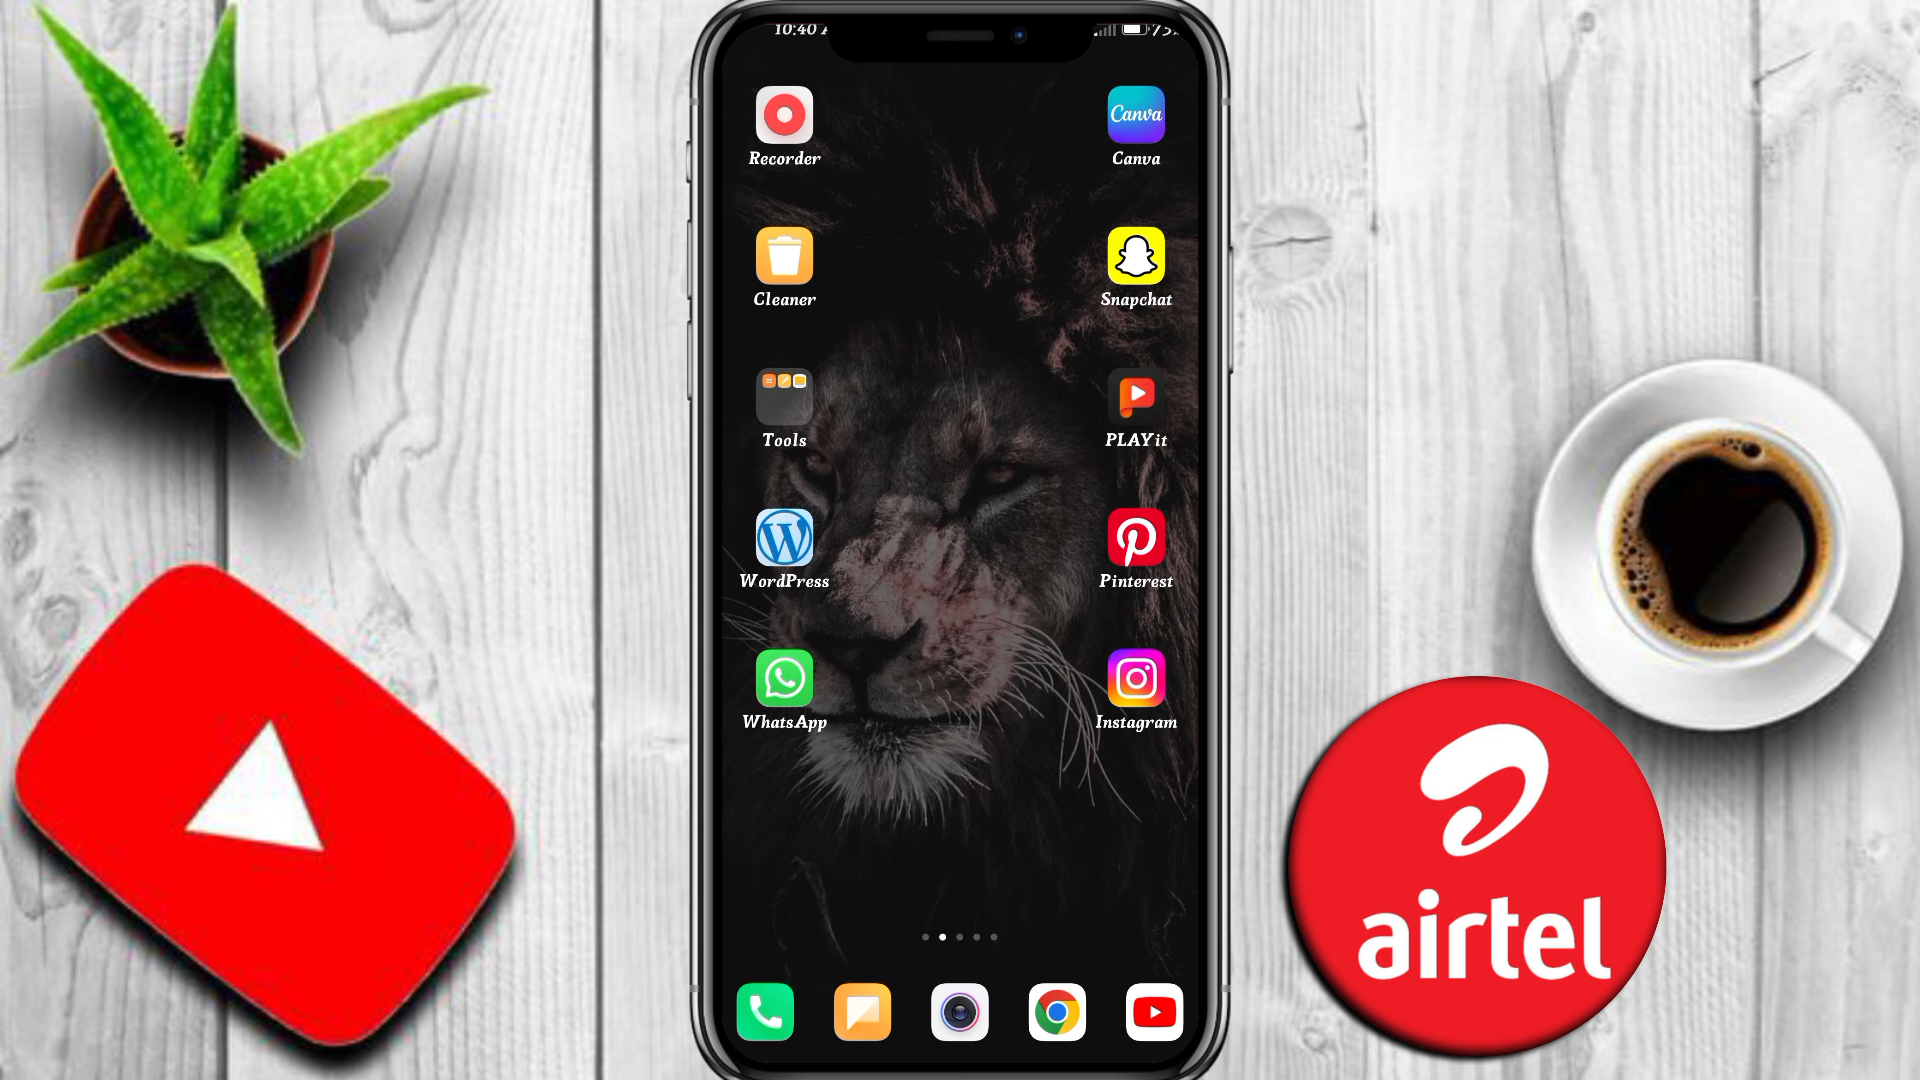 10:40
Recorder
Canva
Canva
Cleaner
Snapchat
Tools
PLAYit
WordPress
Pinterest
WhatsApp
Instagram
airtel